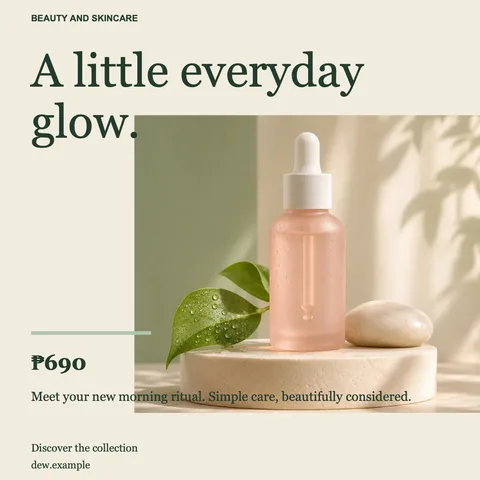 BEAUTY AND SKINCARE
A little everyday
glow.
₱690
Meet your new morning ritual. Simple care, beautifully considered.
Discover the collection
dew.example